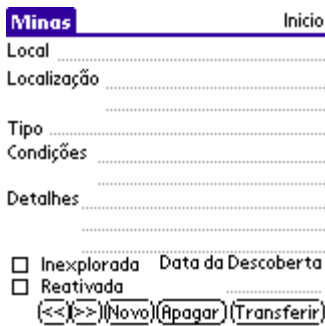 Minas Inicio
Local
Localização
Tipo
Condições
Detalhes
Inexplorada Data da Descoberta
Reativada
<< >> Novo Apagar Transferir